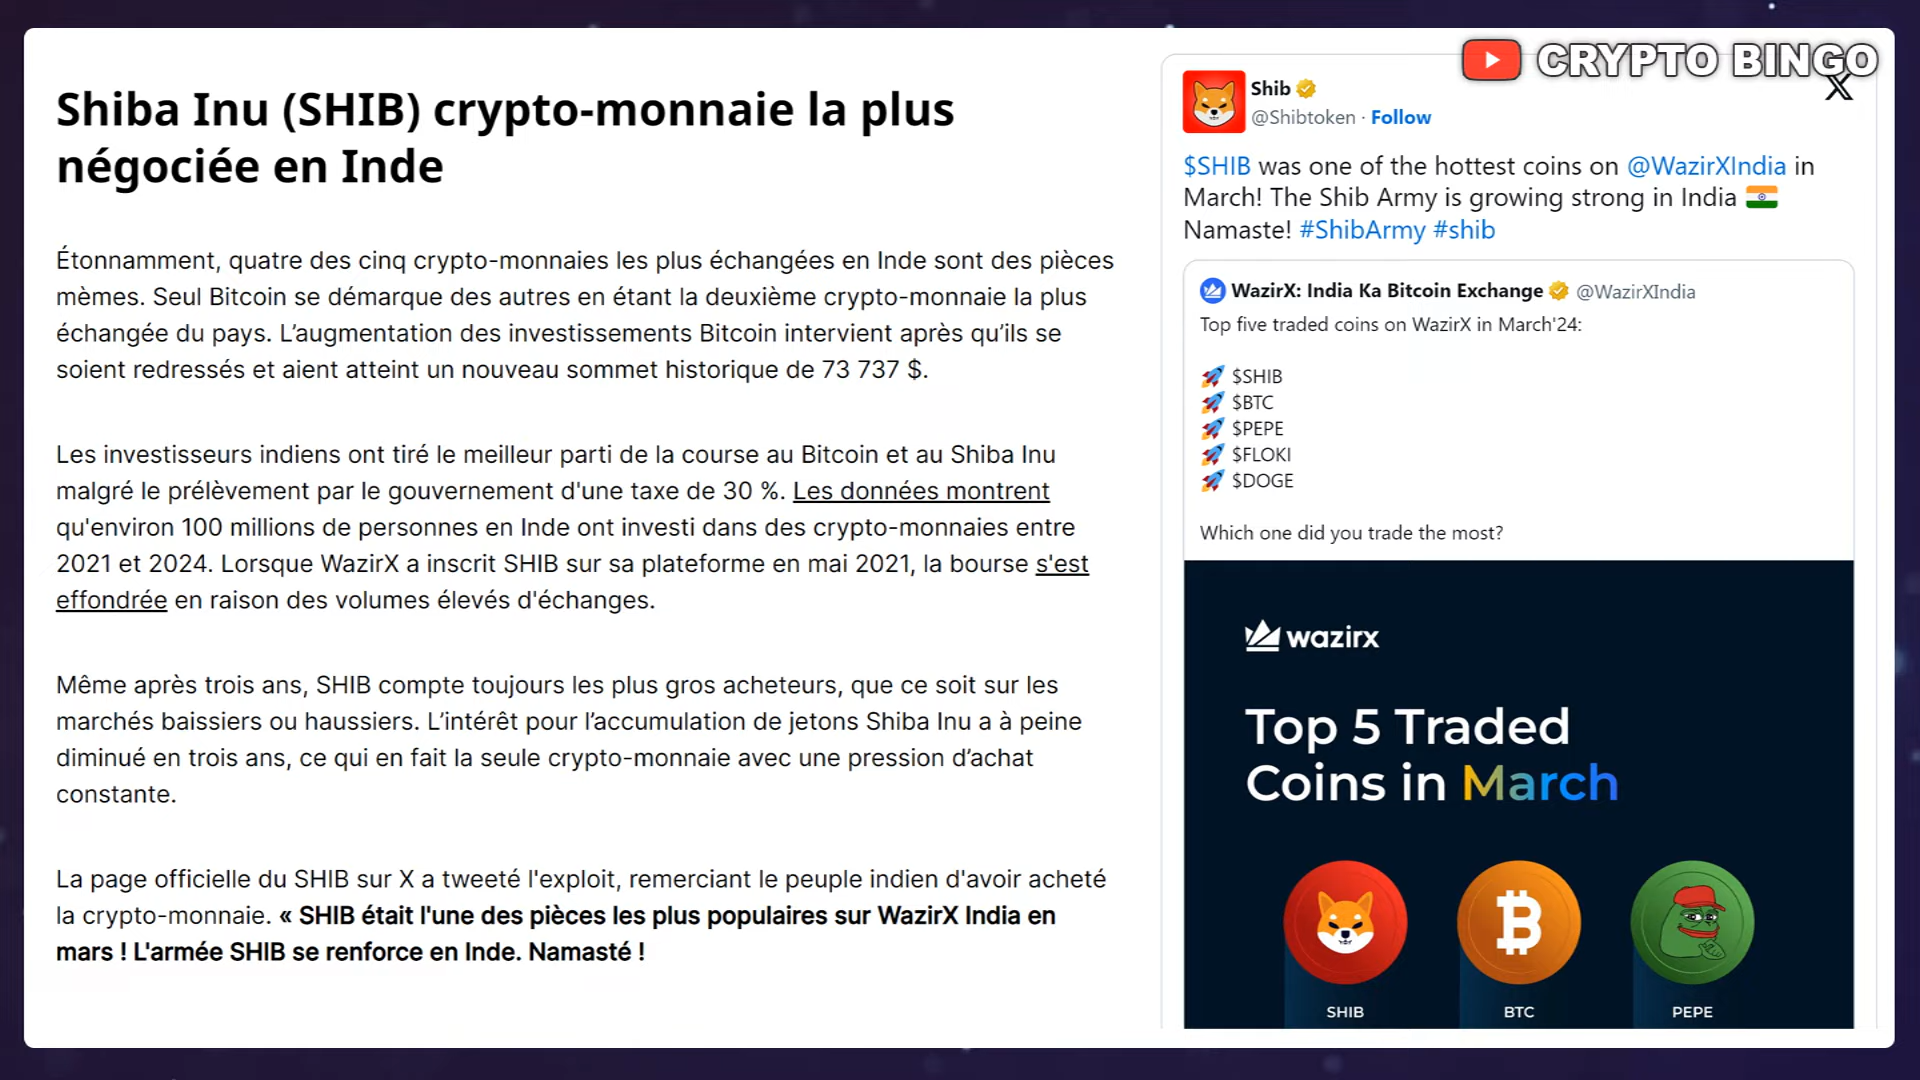 CRYPTO BINGO
Shiba Inu (SHIB) crypto-monnaie la plus
négociée en Inde
Étonnamment, quatre des cinq crypto-monnaies les plus échangées en Inde sont des pièces
mèmes. Seul Bitcoin se démarque des autres en étant la deuxième crypto-monnaie la plus
échangée du pays. L’augmentation des investissements Bitcoin intervient après qu’ils se
soient redressés et aient atteint un nouveau sommet historique de 73 737 $.
Les investisseurs indiens ont tiré le meilleur parti de la course au Bitcoin et au Shiba Inu
malgré le prélèvement par le gouvernement d'une taxe de 30 %. Les données montrent
qu'environ 100 millions de personnes en Inde ont investi dans des crypto-monnaies entre
2021 et 2024. Lorsque WazirX a inscrit SHIB sur sa plateforme en mai 2021, la bourse s'est
effondrée en raison des volumes élevés d'échanges.
Même après trois ans, SHIB compte toujours les plus gros acheteurs, que ce soit sur les
marchés baissiers ou haussiers. L’intérêt pour l’accumulation de jetons Shiba Inu a à peine
diminué en trois ans, ce qui en fait la seule crypto-monnaie avec une pression d’achat
constante.
La page officielle du SHIB sur X a tweeté l'exploit, remerciant le peuple indien d'avoir acheté
la crypto-monnaie. « SHIB était l'une des pièces les plus populaires sur WazirX India en
mars ! L'armée SHIB se renforce en Inde. Namasté !
Shib
@Shibtoken · Follow
$SHIB was one of the hottest coins on @WazirXIndia in
March! The Shib Army is growing strong in India 🇮🇳
Namaste! #ShibArmy #shib
WazirX: India Ka Bitcoin Exchange @WazirXIndia
Top five traded coins on WazirX in March'24:
🚀 $SHIB
🚀 $BTC
🚀 $PEPE
🚀 $FLOKI
🚀 $DOGE
Which one did you trade the most?
wazirx
Top 5 Traded
Coins in March
SHIB BTC PEPE